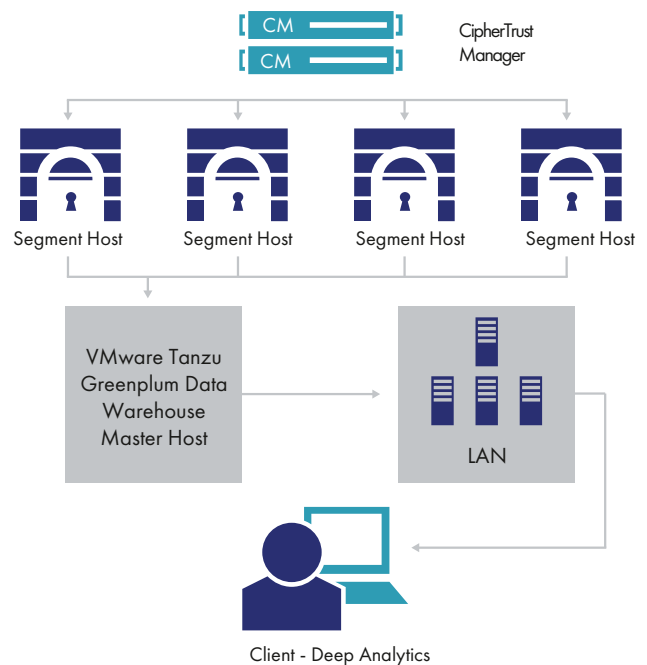 CM
CM
CipherTrust
Manager
Segment Host
Segment Host
Segment Host
Segment Host
VMware Tanzu
Greenplum Data
Warehouse
Master Host
LAN
Client - Deep Analytics